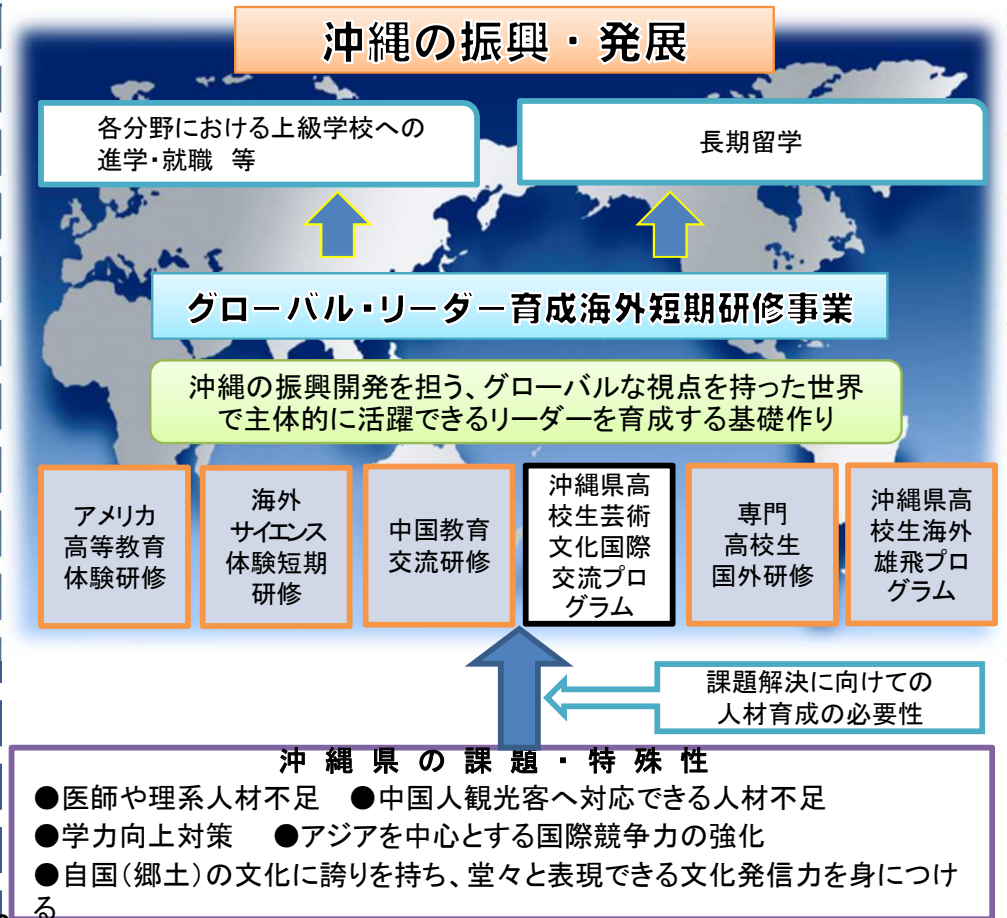 沖縄の振興・発展
各分野における上級学校への
進学・就職 等
長期留学
グローバル・リーダー育成海外短期研修事業
沖縄の振興開発を担う、グローバルな視点を持った世界
で主体的に活躍できるリーダーを育成する基礎作り
アメリカ
高等教育
体験研修
海外
サイエンス
体験短期
研修
中国教育
交流研修
沖縄県高
校生芸術
文化国際
交流プロ
グラム
専門
高校生
国外研修
沖縄県高
校生海外
雄飛プロ
グラム
課題解決に向けての
人材育成の必要性
沖縄県の課題・特殊性
●医師や理系人材不足 ●中国人観光客へ対応できる人材不足
●学力向上対策 ●アジアを中心とする国際競争力の強化
●自国(郷土)の文化に誇りを持ち、堂々と表現できる文化発信力を身につけ
る